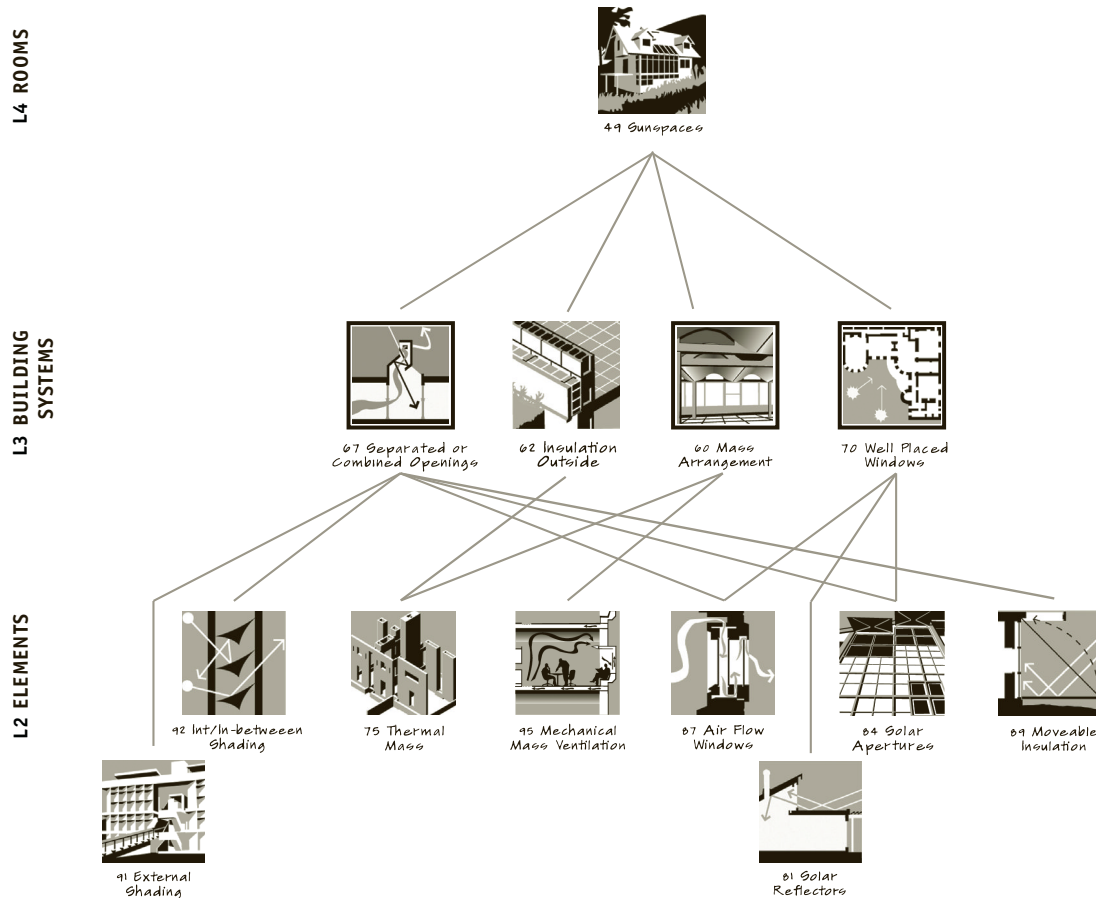 L4 ROOMS
49 Sunspaces
L3 BUILDING
SYSTEMS
67 Separated or
Combined Openings
62 Insulation
Outside
60 Mass
Arrangement
70 Well Placed
Windows
L2 ELEMENTS
92 Int/In-betweeen
Shading
75 Thermal
Mass
95 Mechanical
Mass Ventilation
87 Air Flow
Windows
84 Solar
Apertures
89 Moveable
Insulation
91 External
Shading
81 Solar
Reflectors